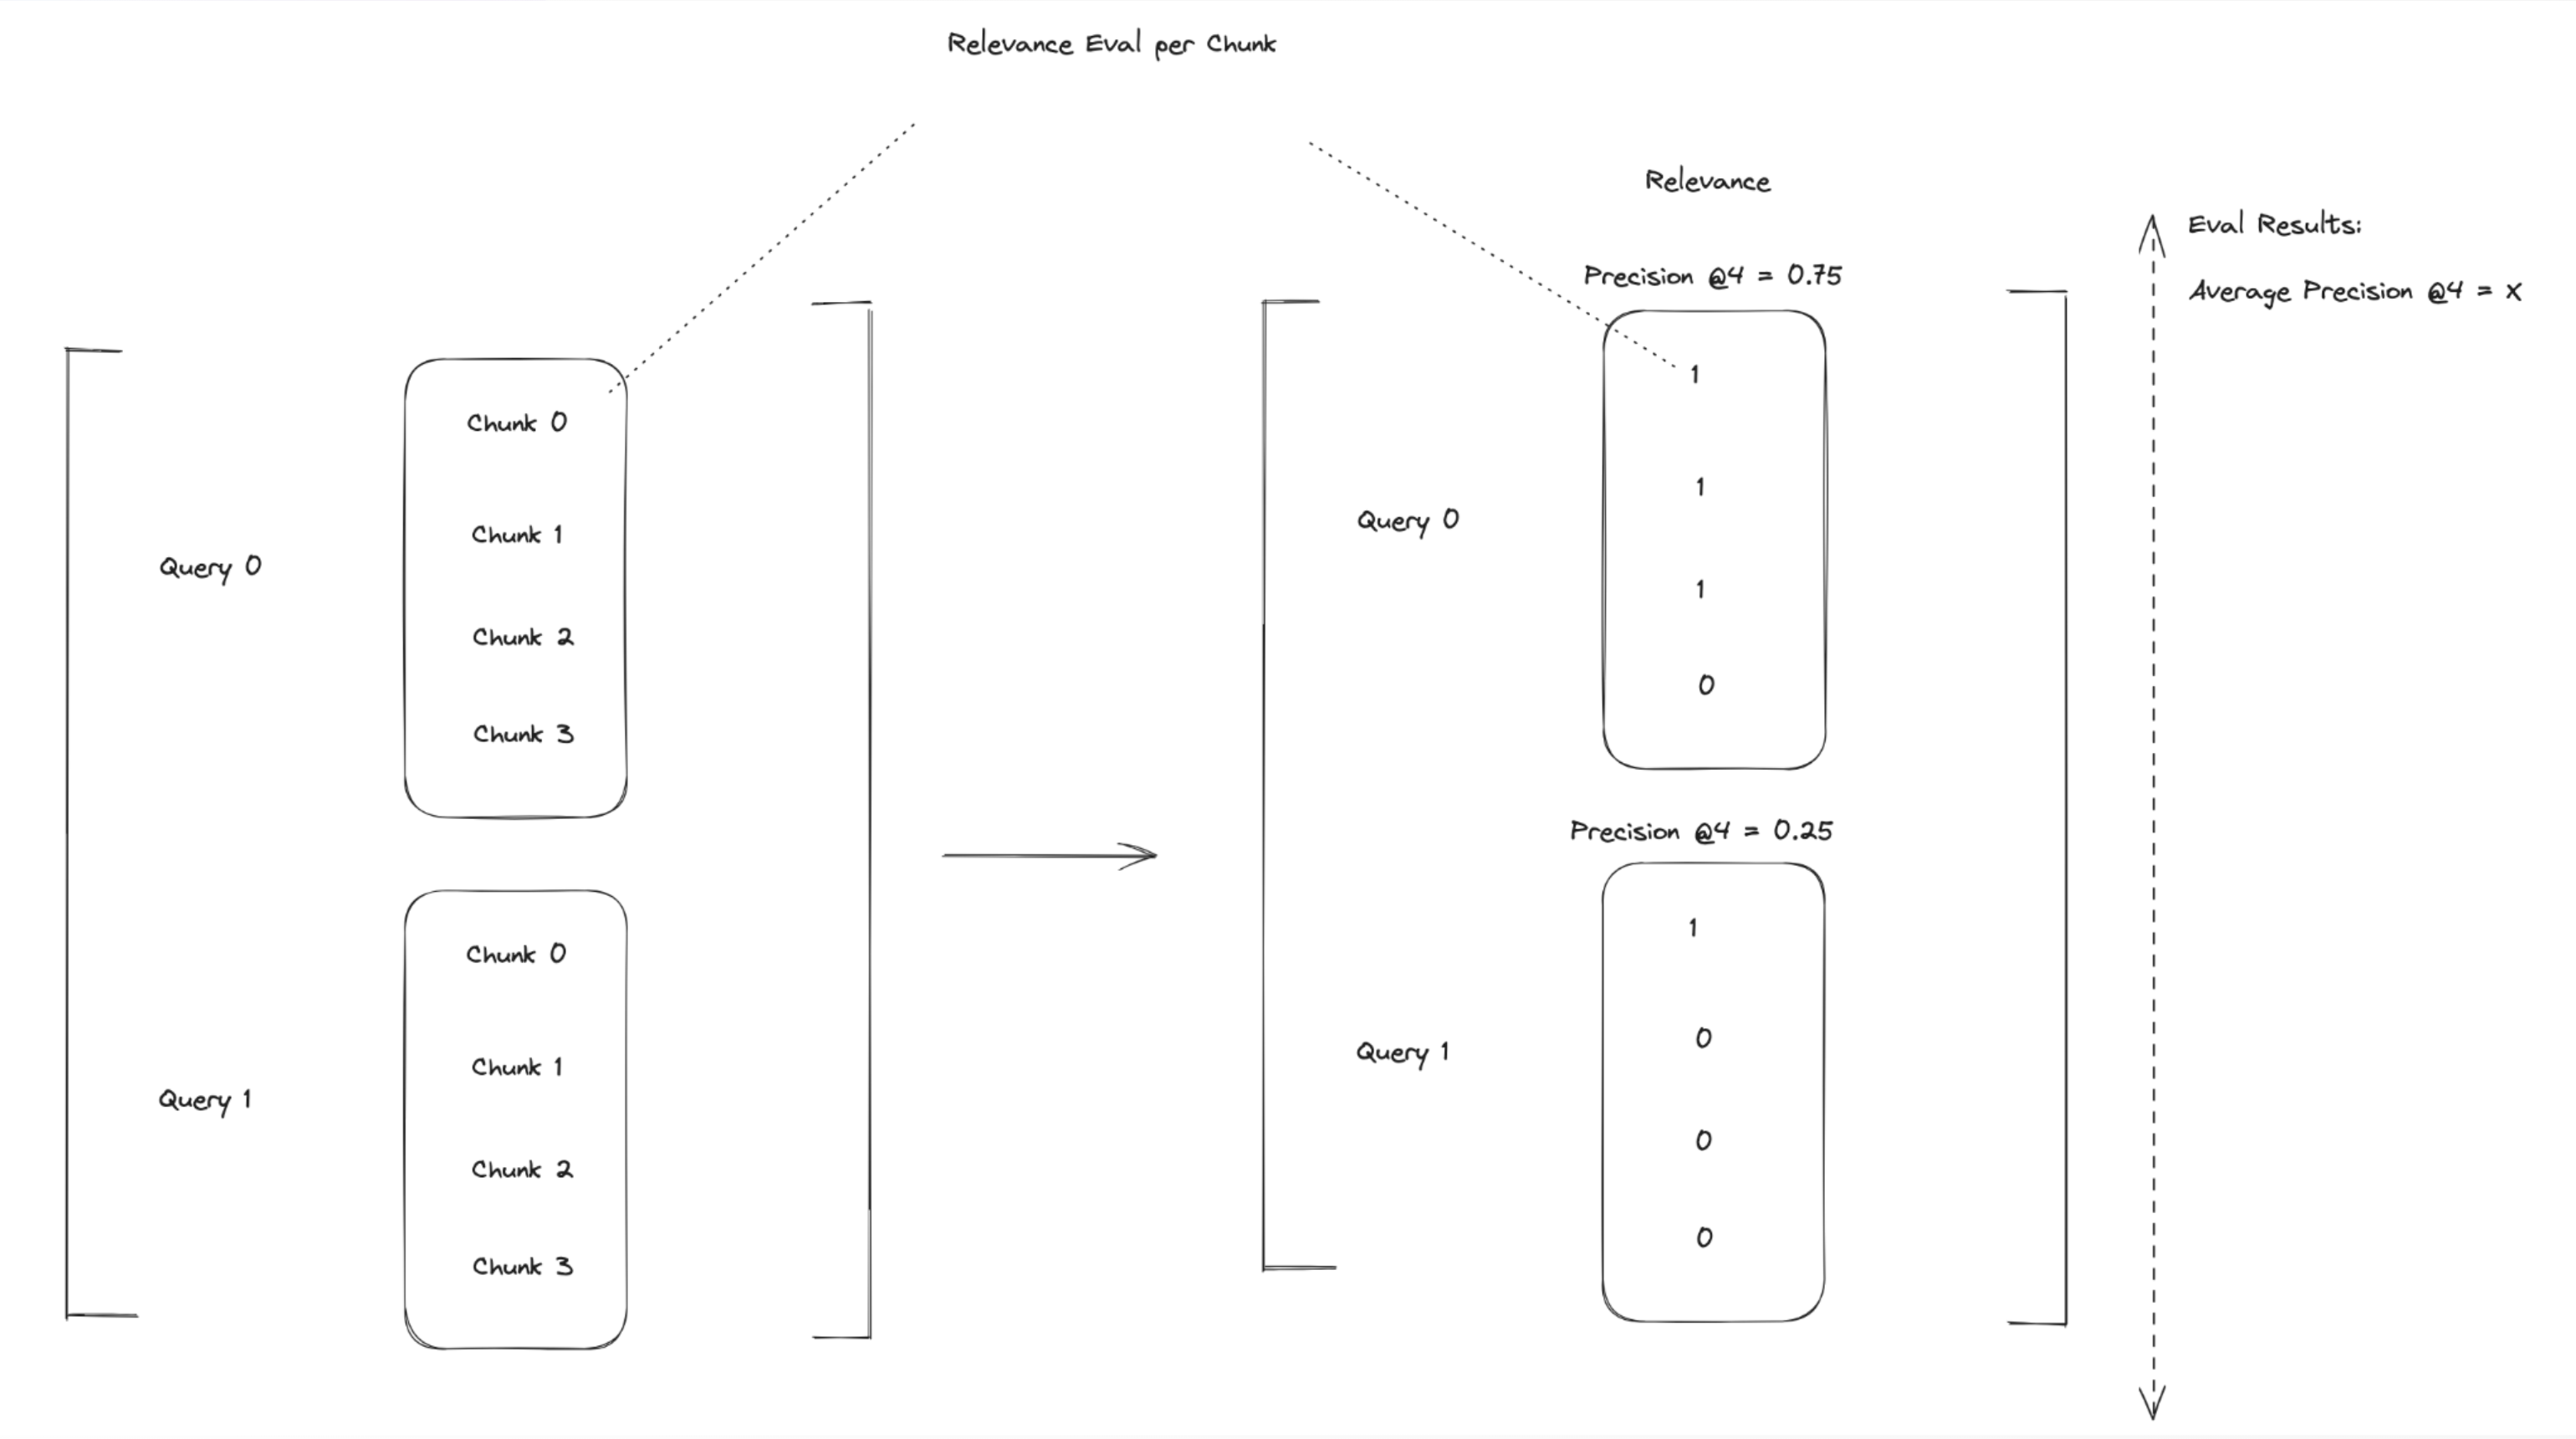 Relevance Eval per Chunk
Query 0
Chunk 0
Chunk 1
Chunk 2
Chunk 3
Query 1
Chunk 0
Chunk 1
Chunk 2
Chunk 3
Relevance
Precision @4 = 0.75
Query 0
1
1
1
0
Precision @4 = 0.25
Query 1
1
0
0
0
Eval Results:
Average Precision @4 = x